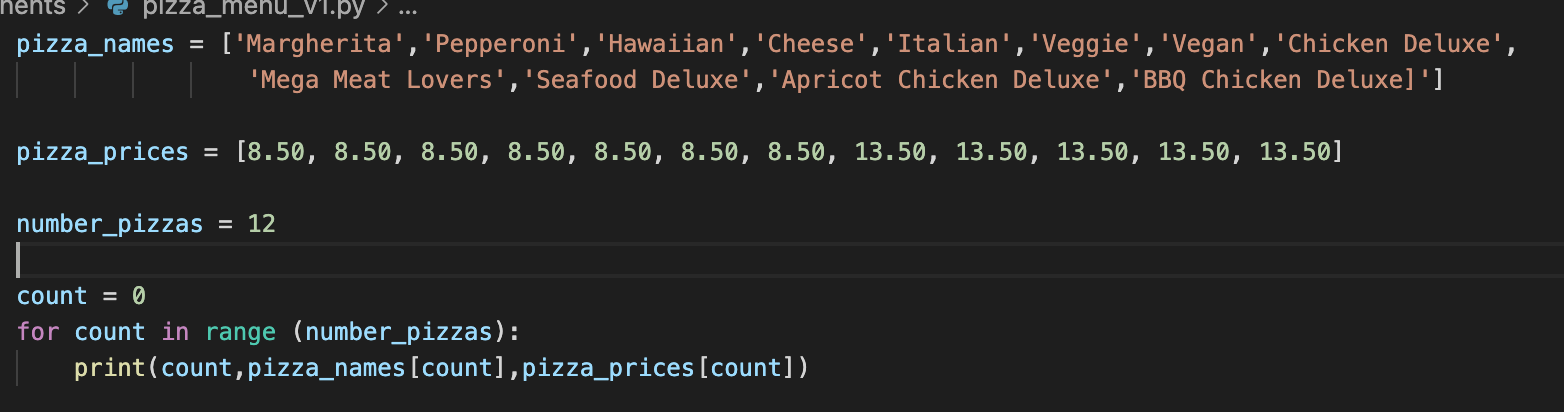 nents > pizza_menu_v1.py > ...
pizza_names = ['Margherita','Pepperoni','Hawaiian','Cheese','Italian','Veggie','Vegan','Chicken Deluxe',
'Mega Meat Lovers','Seafood Deluxe','Apricot Chicken Deluxe','BBQ Chicken Deluxe]']
pizza_prices = [8.50, 8.50, 8.50, 8.50, 8.50, 8.50, 8.50, 13.50, 13.50, 13.50, 13.50, 13.50]
number_pizzas = 12
count = 0
for count in range (number_pizzas):
print(count,pizza_names[count],pizza_prices[count])